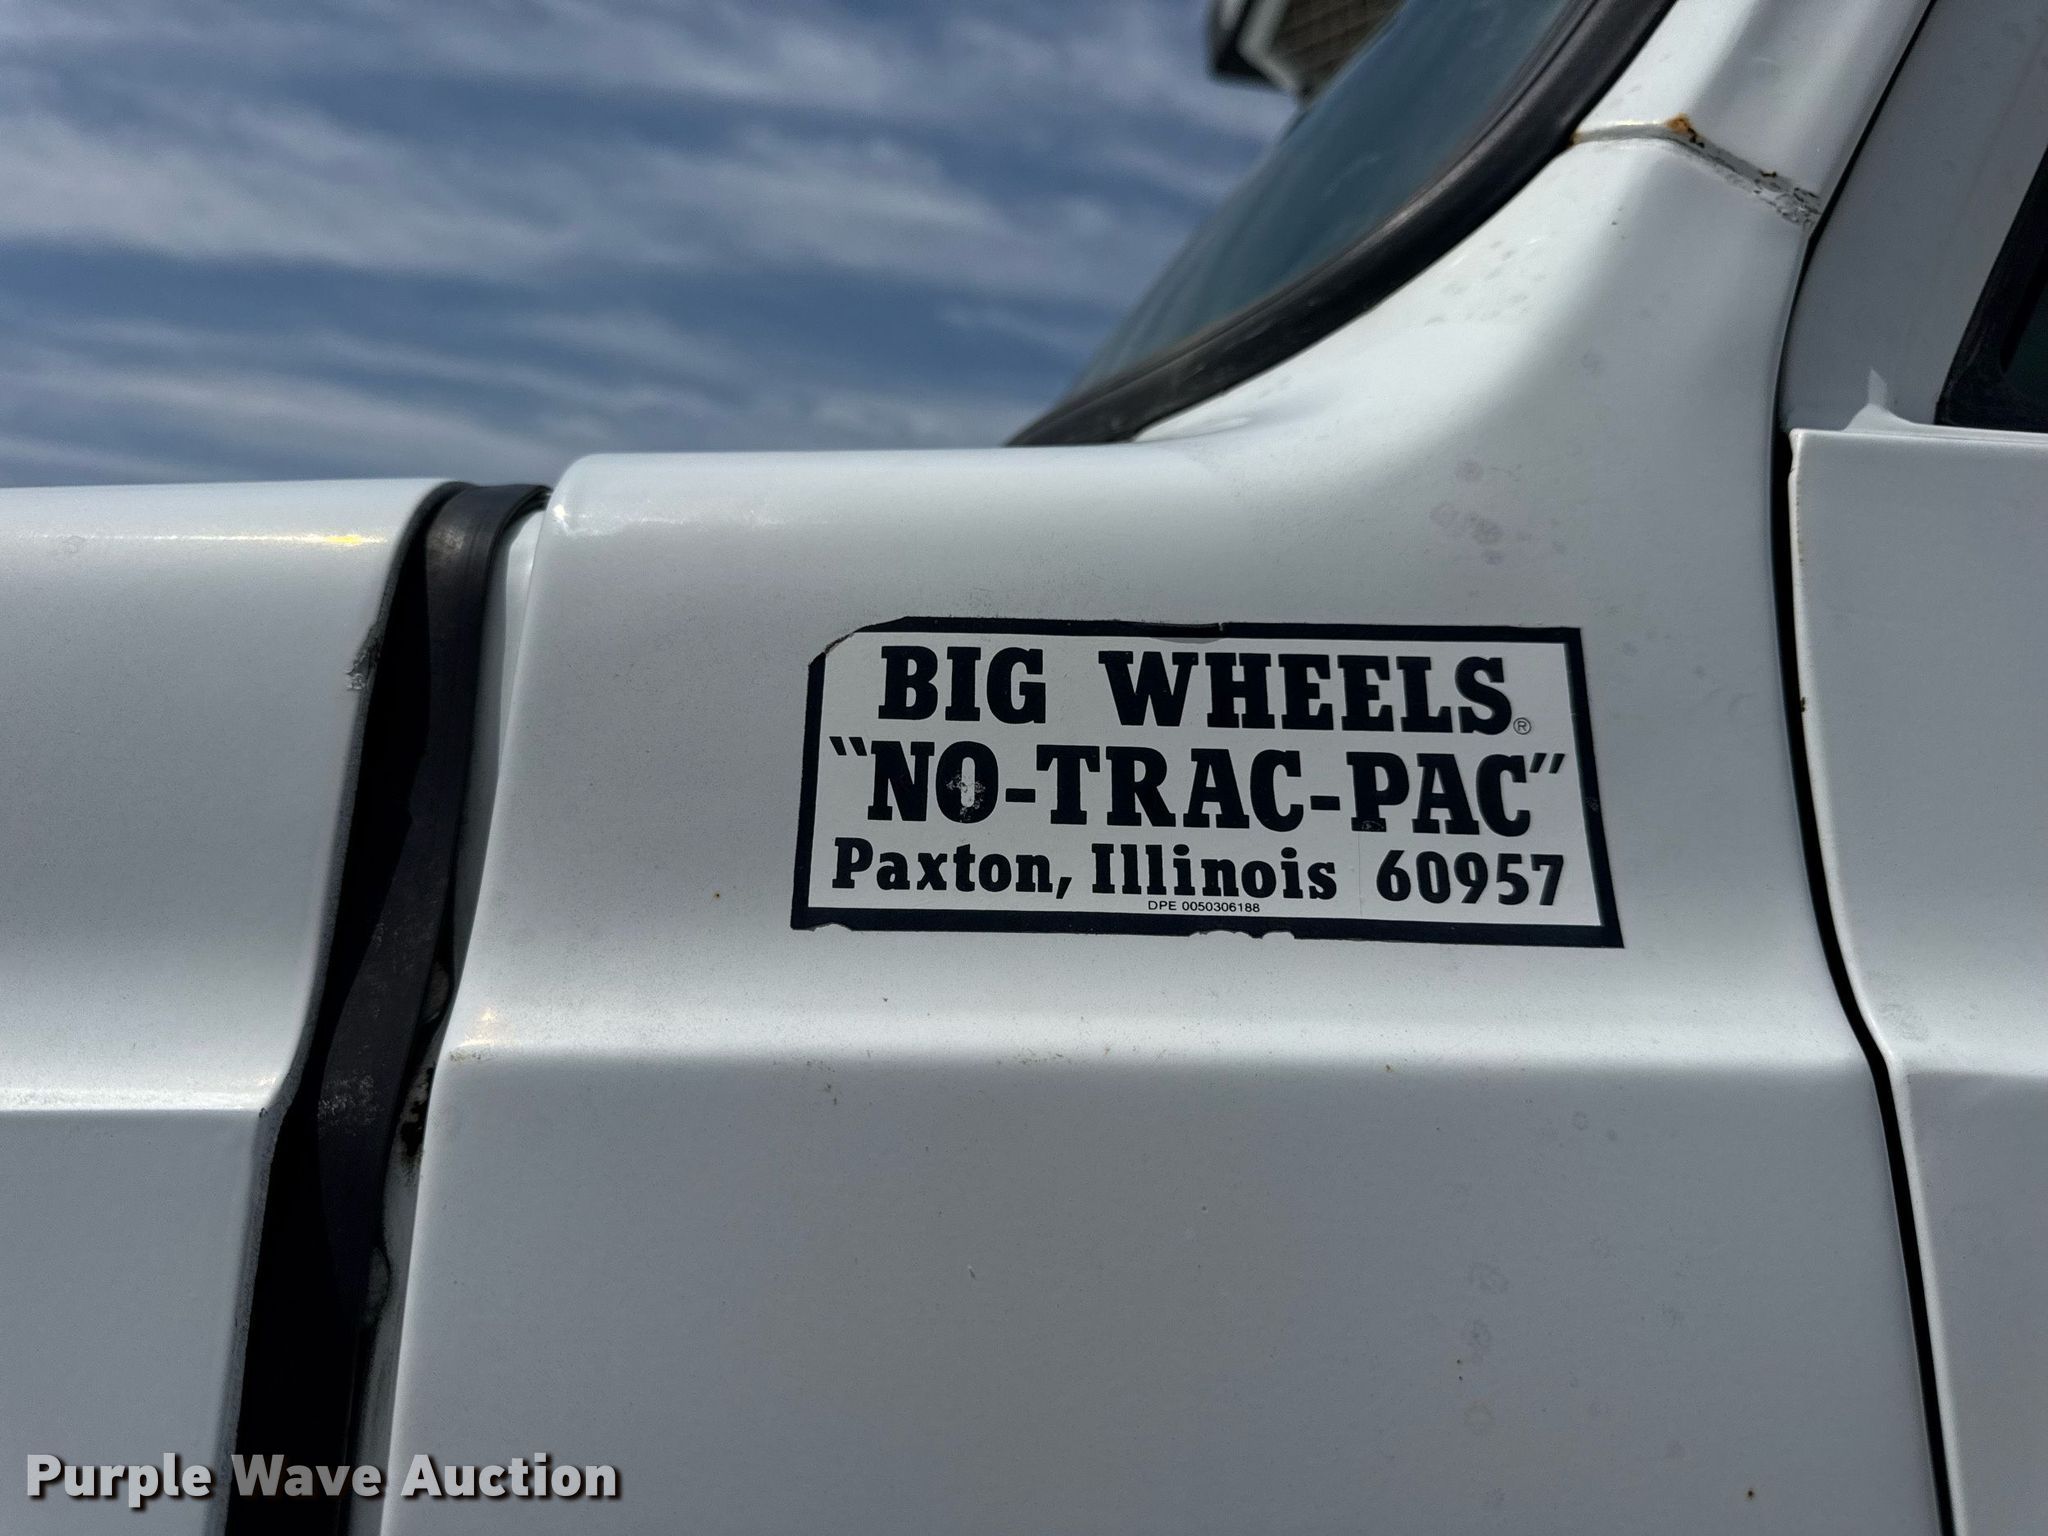 BIG WHEELS®
"NO-TRAC-PAC"
Paxton, Illinois 60957
DPE 0050306188
Purple Wave Auction